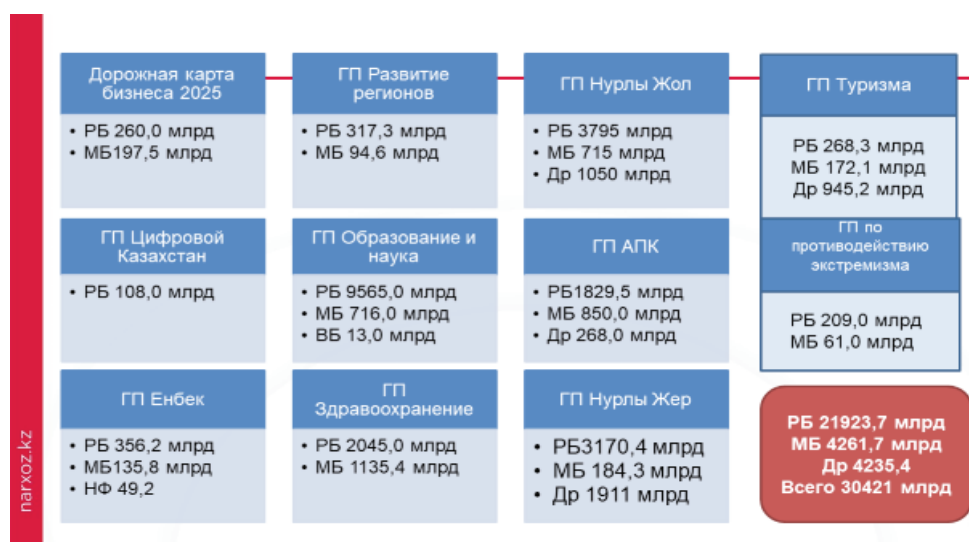 Дорожная карта
бизнеса 2025
• РБ 260,0 млрд
• МБ197,5 млрд
ГП Развитие
регионов
• РБ 317,3 млрд
• МБ 94,6 млрд
ГП Нурлы Жол
• РБ 3795 млрд
• МБ 715 млрд
• Др 1050 млрд
ГП Туризма
РБ 268,3 млрд
МБ 172,1 млрд
Др 945,2 млрд
ГП Цифровой
Казахстан
• РБ 108,0 млрд
ГП Образование и
наука
• РБ 9565,0 млрд
• МБ 716,0 млрд
• ВБ 13,0 млрд
ГП АПК
• РБ1829,5 млрд
• МБ 850,0 млрд
• Др 268,0 млрд
ГП по
противодействию
экстремизма
РБ 209,0 млрд
МБ 61,0 млрд
ГП Енбек
• РБ 356,2 млрд
• МБ135,8 млрд
• НФ 49,2
ГП
Здравоохранение
• РБ 2045,0 млрд
• МБ 1135,4 млрд
ГП Нурлы Жер
• РБ3170,4 млрд
• МБ 184,3 млрд
• Др 1911 млрд
РБ 21923,7 млрд
МБ 4261,7 млрд
Др 4235,4
Всего 30421 млрд
narxoz.kz